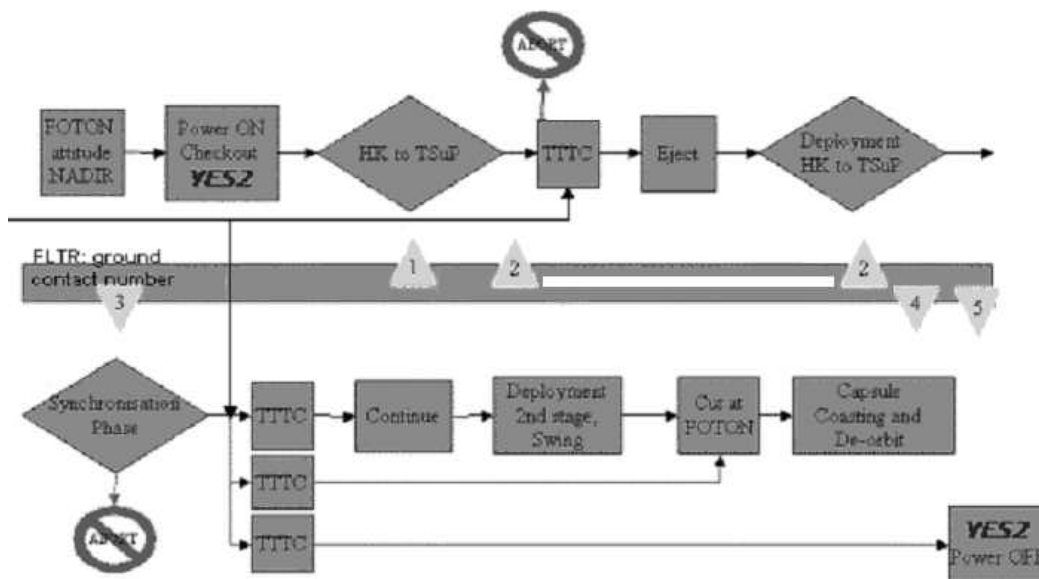 ABORT
FOTON
attitude
NADIR
Power ON
Checkout
YES2
HK to TSuP
TTTC
Eject
Deployment
HK to TSuP
FLTR: ground
contact number
1
2
2
3
4
5
Synchronisation
Phase
TTTC
Continue
Deployment
2nd stage,
Swing
Cut at
FOTON
Capsule
Coasting and
De-orbit
TTTC
TTTC
ABORT
YES2
Power OFF